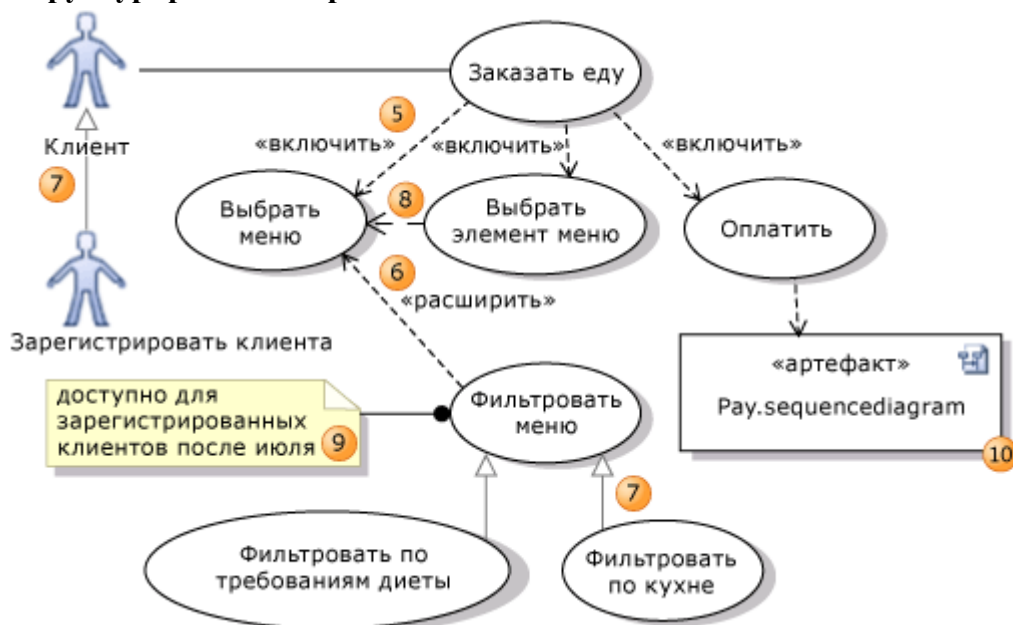 Заказать еду
5
«включить»
«включить»
«включить»
Клиент
7
Выбрать
меню
8
Выбрать
элемент меню
Оплатить
6
«расширить»
Зарегистрировать клиента
«артефакт»
Pay.sequencediagram
10
доступно для
зарегистрированных
клиентов после июля
9
Фильтровать
меню
7
Фильтровать по
требованиям диеты
Фильтровать
по кухне